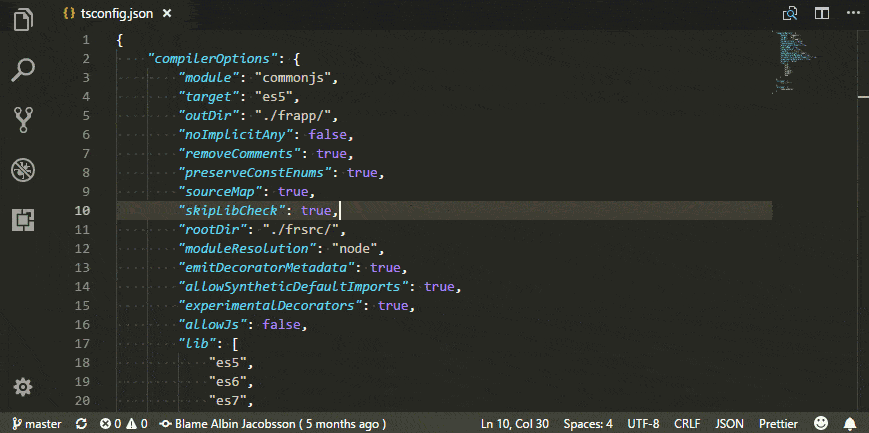 {} tsconfig.json ×
1 {
2 "compilerOptions": {
3 "module": "commonjs",
4 "target": "es5",
5 "outDir": "./frapp/",
6 "noImplicitAny": false,
7 "removeComments": true,
8 "preserveConstEnums": true,
9 "sourceMap": true,
10 "skipLibCheck": true,
11 "rootDir": "./frsrc/",
12 "moduleResolution": "node",
13 "emitDecoratorMetadata": true,
14 "allowSyntheticDefaultImports": true,
15 "experimentalDecorators": true,
16 "allowJs": false,
17 "lib": [
18 "es5",
19 "es6",
20 "es7",
master 0 0 Blame Albin Jacobsson ( 5 months ago ) Ln 10, Col 30 Spaces: 4 UTF-8 CRLF JSON Prettier